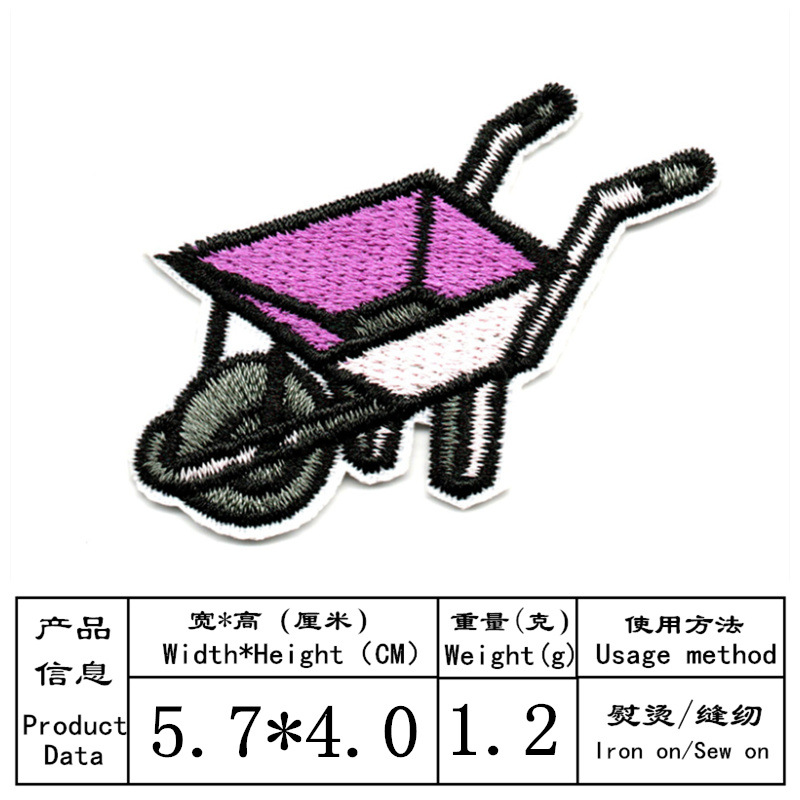 产品
信息
Product
Data
宽*高 (厘米)
Width*Height (CM)
重量(克)
Weight(g)
使用方法
Usage method
5.7*4.0
1.2
熨烫/缝纫
Iron on/Sew on